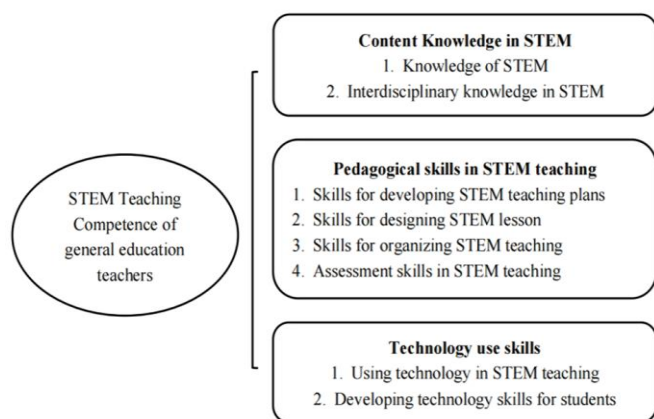 STEM Teaching
Competence of
general education
teachers
Content Knowledge in STEM
1. Knowledge of STEM
2. Interdisciplinary knowledge in STEM
Pedagogical skills in STEM teaching
1. Skills for developing STEM teaching plans
2. Skills for designing STEM lesson
3. Skills for organizing STEM teaching
4. Assessment skills in STEM teaching
Technology use skills
1. Using technology in STEM teaching
2. Developing technology skills for students